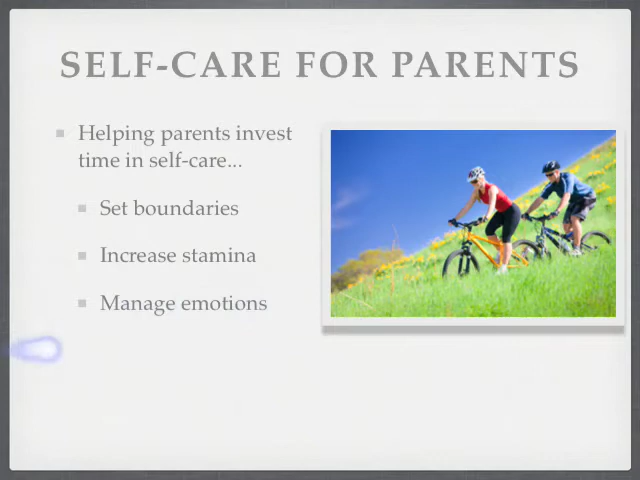 SELF-CARE FOR PARENTS
Helping parents invest
time in self-care...
Set boundaries
Increase stamina
Manage emotions